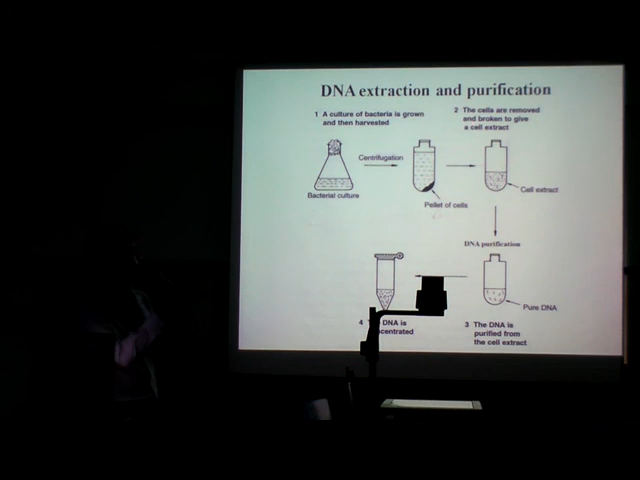 DNA extraction and purification
1 A culture of bacteria is grown
and then harvested
2 The cells are removed
and broken to give
a cell extract
Centrifugation
Bacterial culture
Pellet of cells
Cell extract
DNA purification
Pure DNA
4 DNA is
centrated
3 The DNA is
purified from
the cell extract